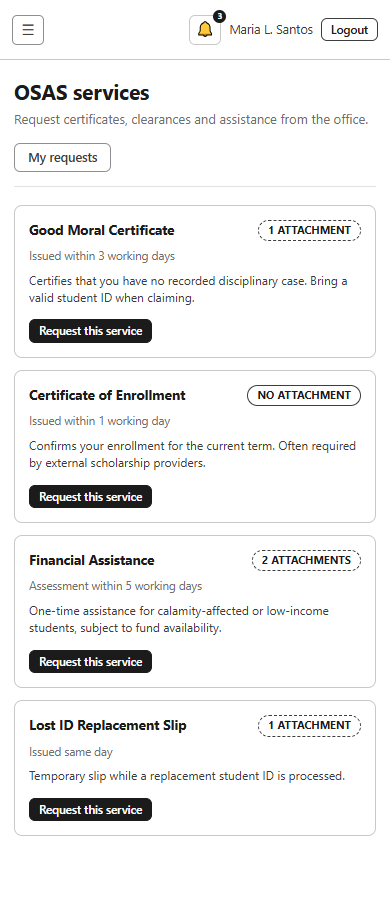 ☰
3
Maria L. Santos
Logout
OSAS services
Request certificates, clearances and assistance from the office.
My requests
Good Moral Certificate
1 ATTACHMENT
Issued within 3 working days
Certifies that you have no recorded disciplinary case. Bring a
valid student ID when claiming.
Request this service
Certificate of Enrollment
NO ATTACHMENT
Issued within 1 working day
Confirms your enrollment for the current term. Often required
by external scholarship providers.
Request this service
Financial Assistance
2 ATTACHMENTS
Assessment within 5 working days
One-time assistance for calamity-affected or low-income
students, subject to fund availability.
Request this service
Lost ID Replacement Slip
1 ATTACHMENT
Issued same day
Temporary slip while a replacement student ID is processed.
Request this service